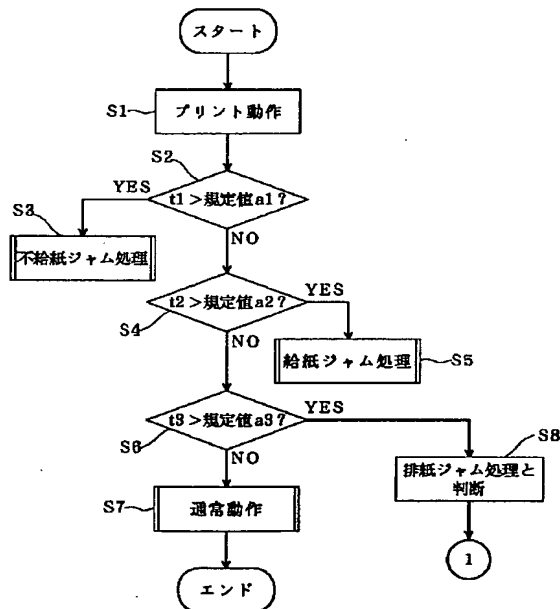 スタート
S1
プリント動作
S2
t1>規定値a1?
YES
S3
不給紙ジャム処理
NO
t2>規定値a2?
YES
S4
給紙ジャム処理
S5
NO
t3>規定値a3?
YES
S6
NO
S8
排紙ジャム処理と
判断
S7
通常動作
1
エンド